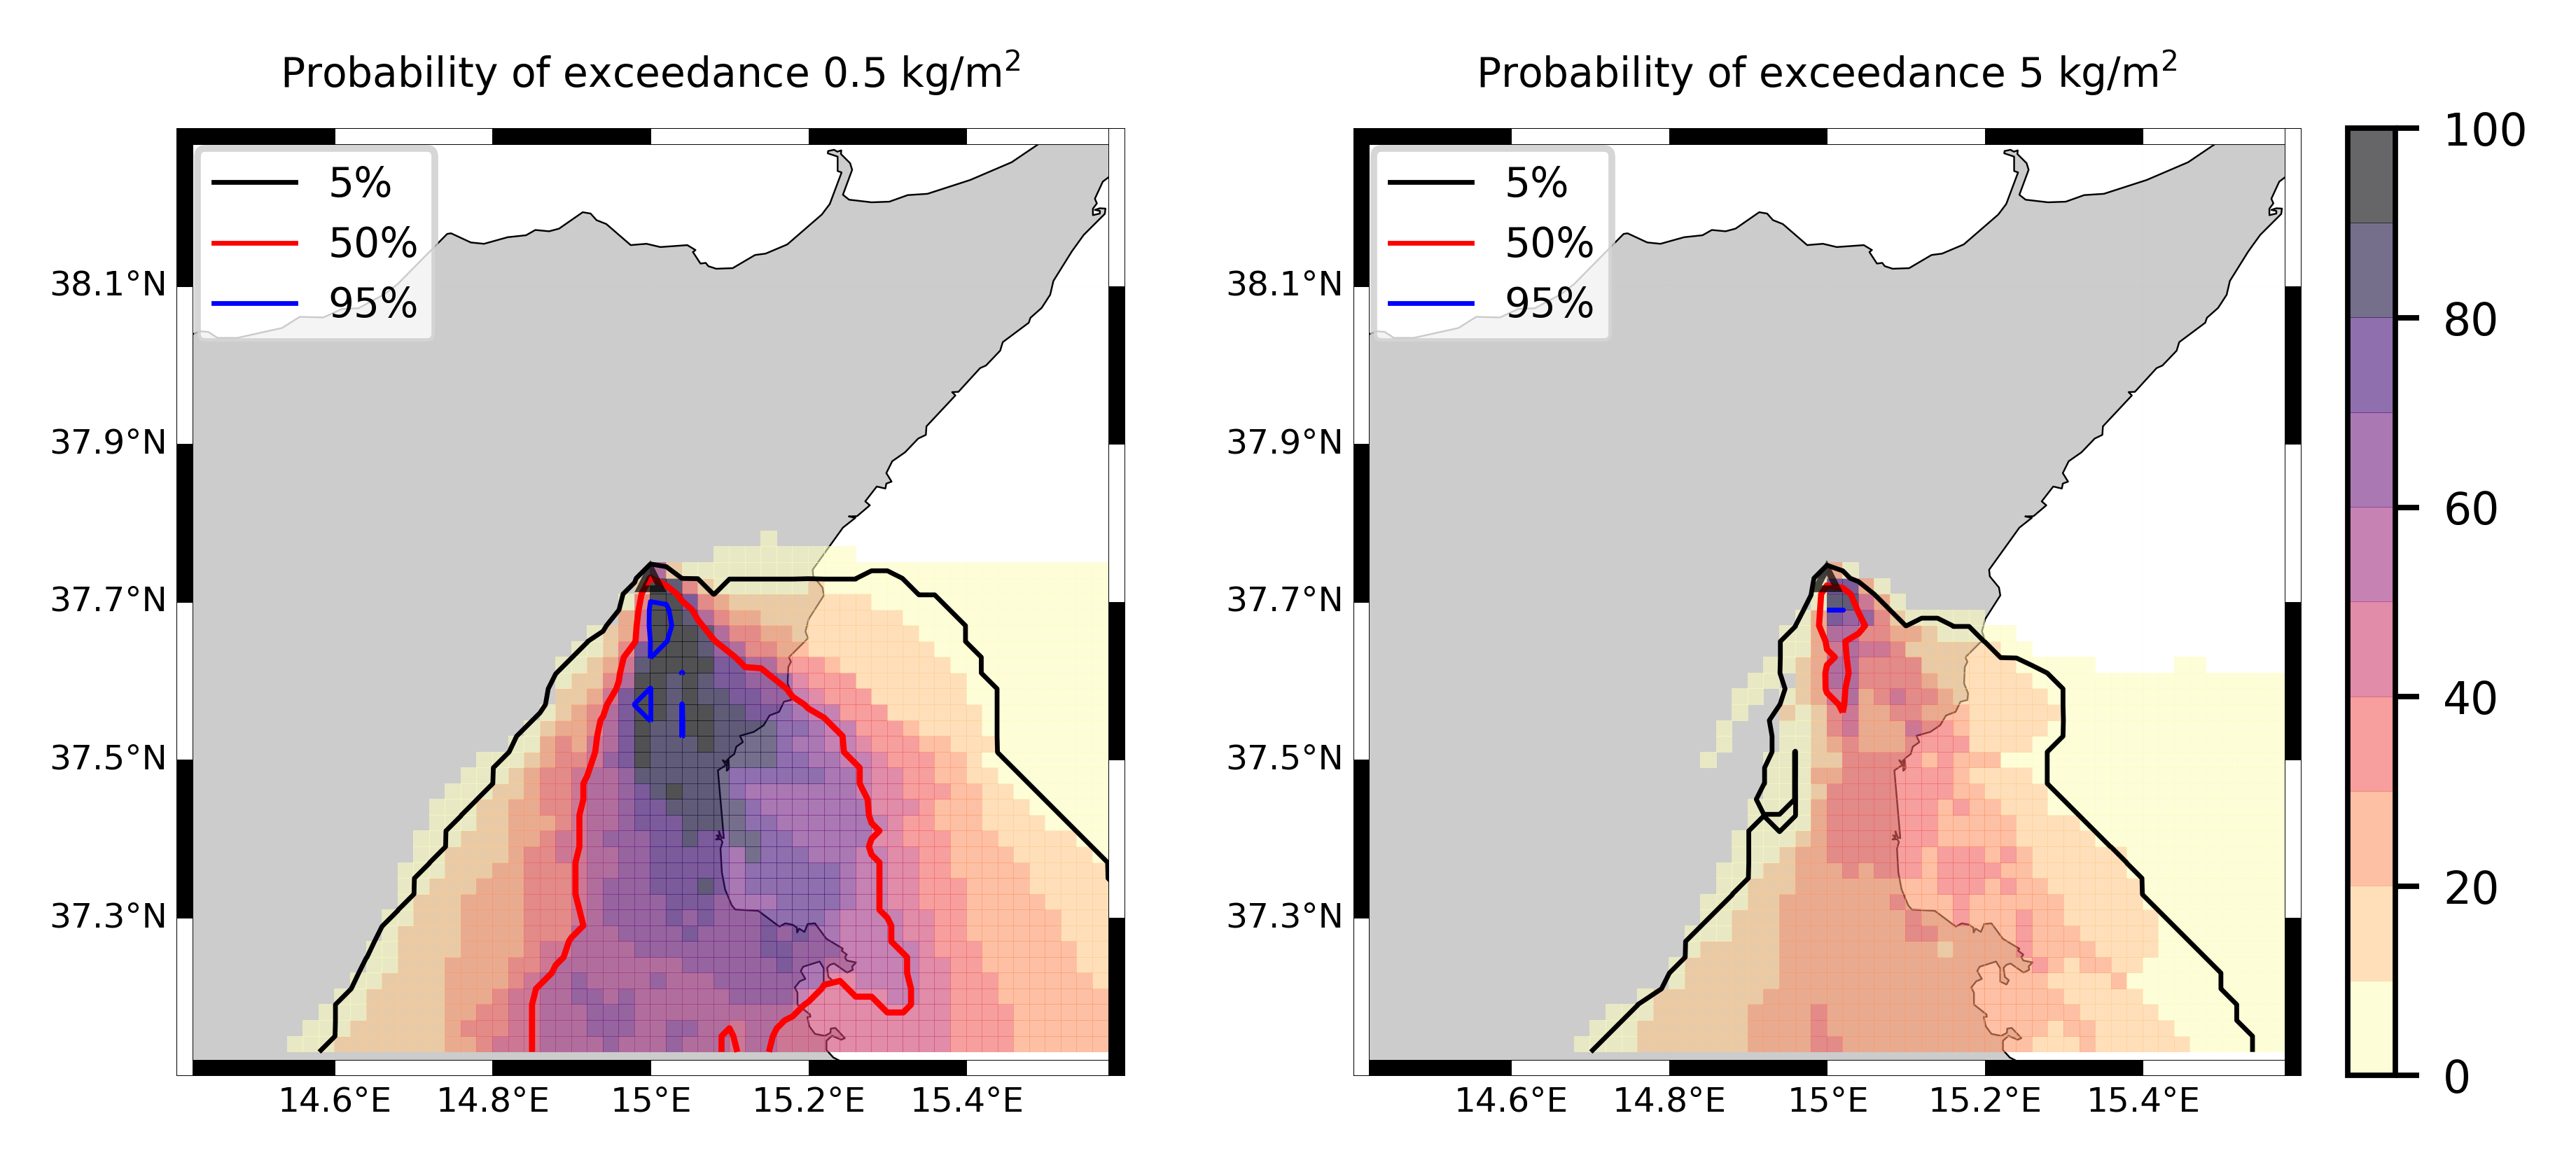 Probability of exceedance 0.5 kg/m²
5%
50%
95%
38.1°N
37.9°N
37.7°N
37.5°N
37.3°N
14.6°E 14.8°E 15°E 15.2°E 15.4°E
Probability of exceedance 5 kg/m²
5%
50%
95%
38.1°N
37.9°N
37.7°N
37.5°N
37.3°N
14.6°E 14.8°E 15°E 15.2°E 15.4°E
100
80
60
40
20
0